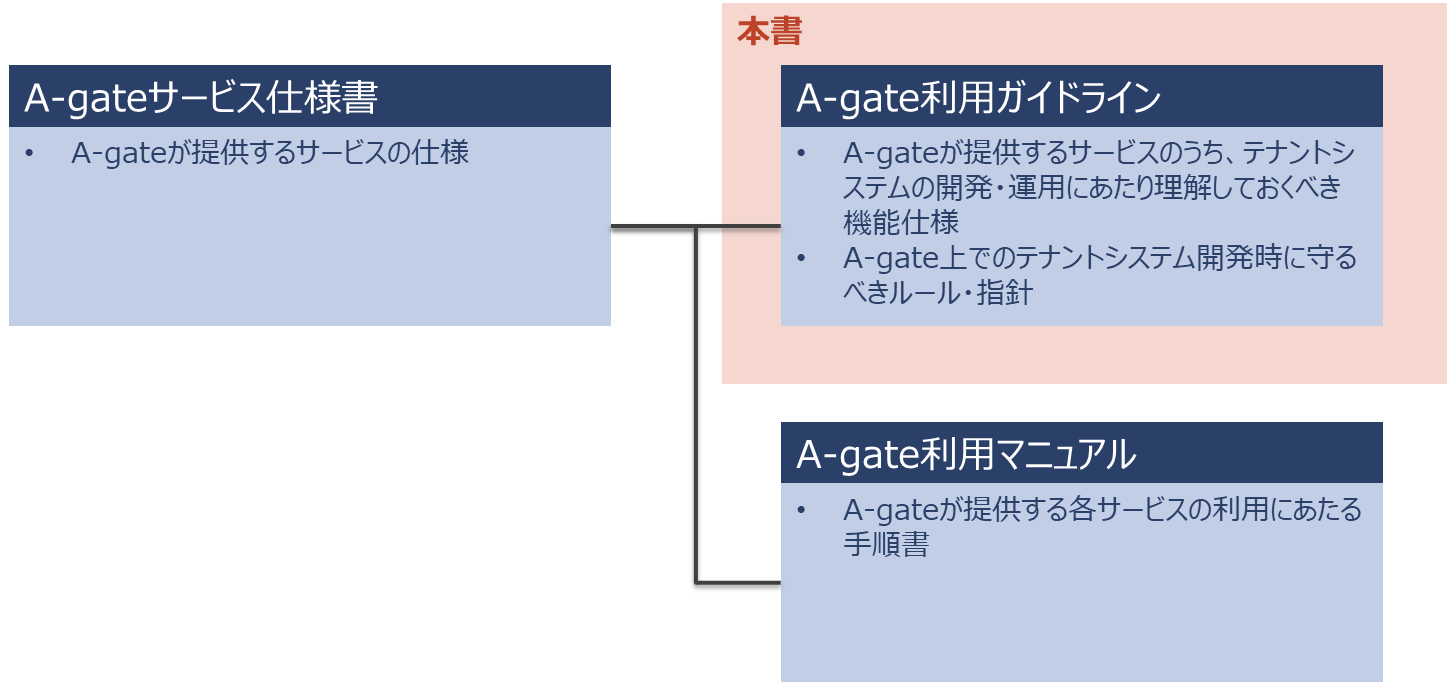 本書
A-gateサービス仕様書
• A-gateが提供するサービスの仕様
A-gate利用ガイドライン
• A-gateが提供するサービスのうち、テナントシ
ステムの開発・運用にあたり理解しておくべき
機能仕様
• A-gate上でのテナントシステム開発時に守る
べきルール・指針
A-gate利用マニュアル
• A-gateが提供する各サービスの利用にあたる
手順書